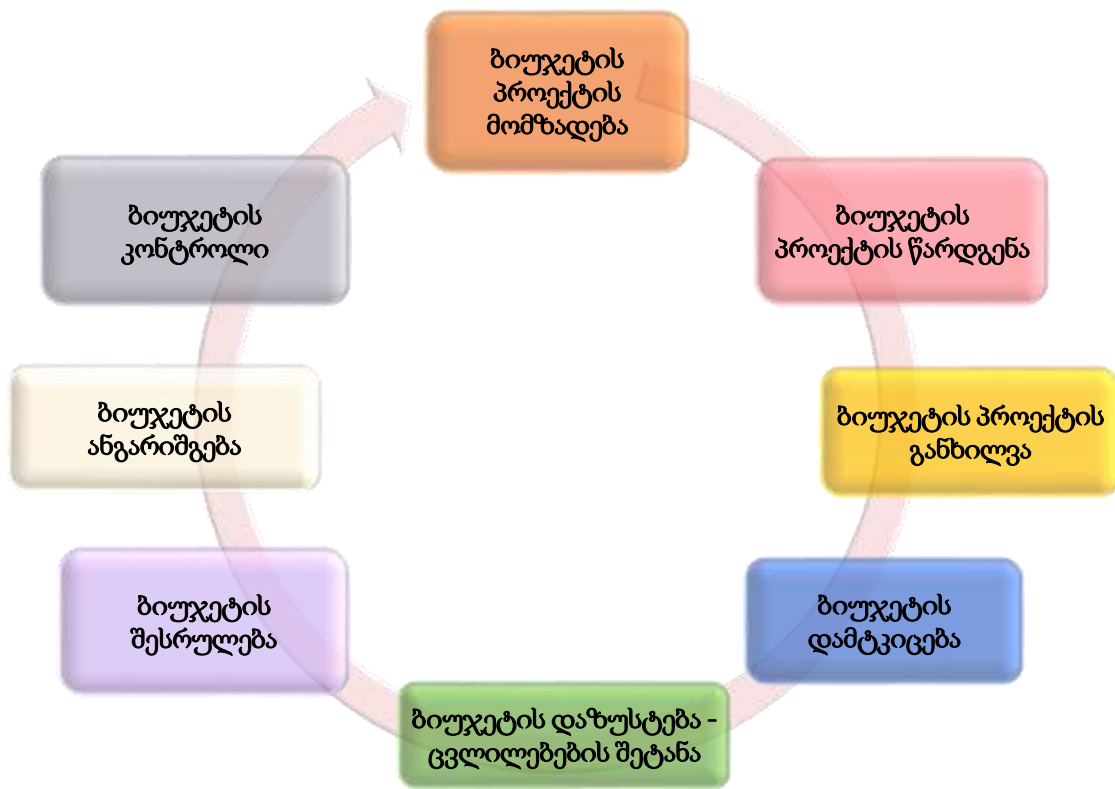 ბიუჯეტის
პროექტის
მომზადება
ბიუჯეტის
პროექტის წარდგენა
ბიუჯეტის პროექტის
განხილვა
ბიუჯეტის
დამტკიცება
ბიუჯეტის დაზუსტება -
ცვლილებების შეტანა
ბიუჯეტის
შესრულება
ბიუჯეტის
ანგარიშგება
ბიუჯეტის
კონტროლი